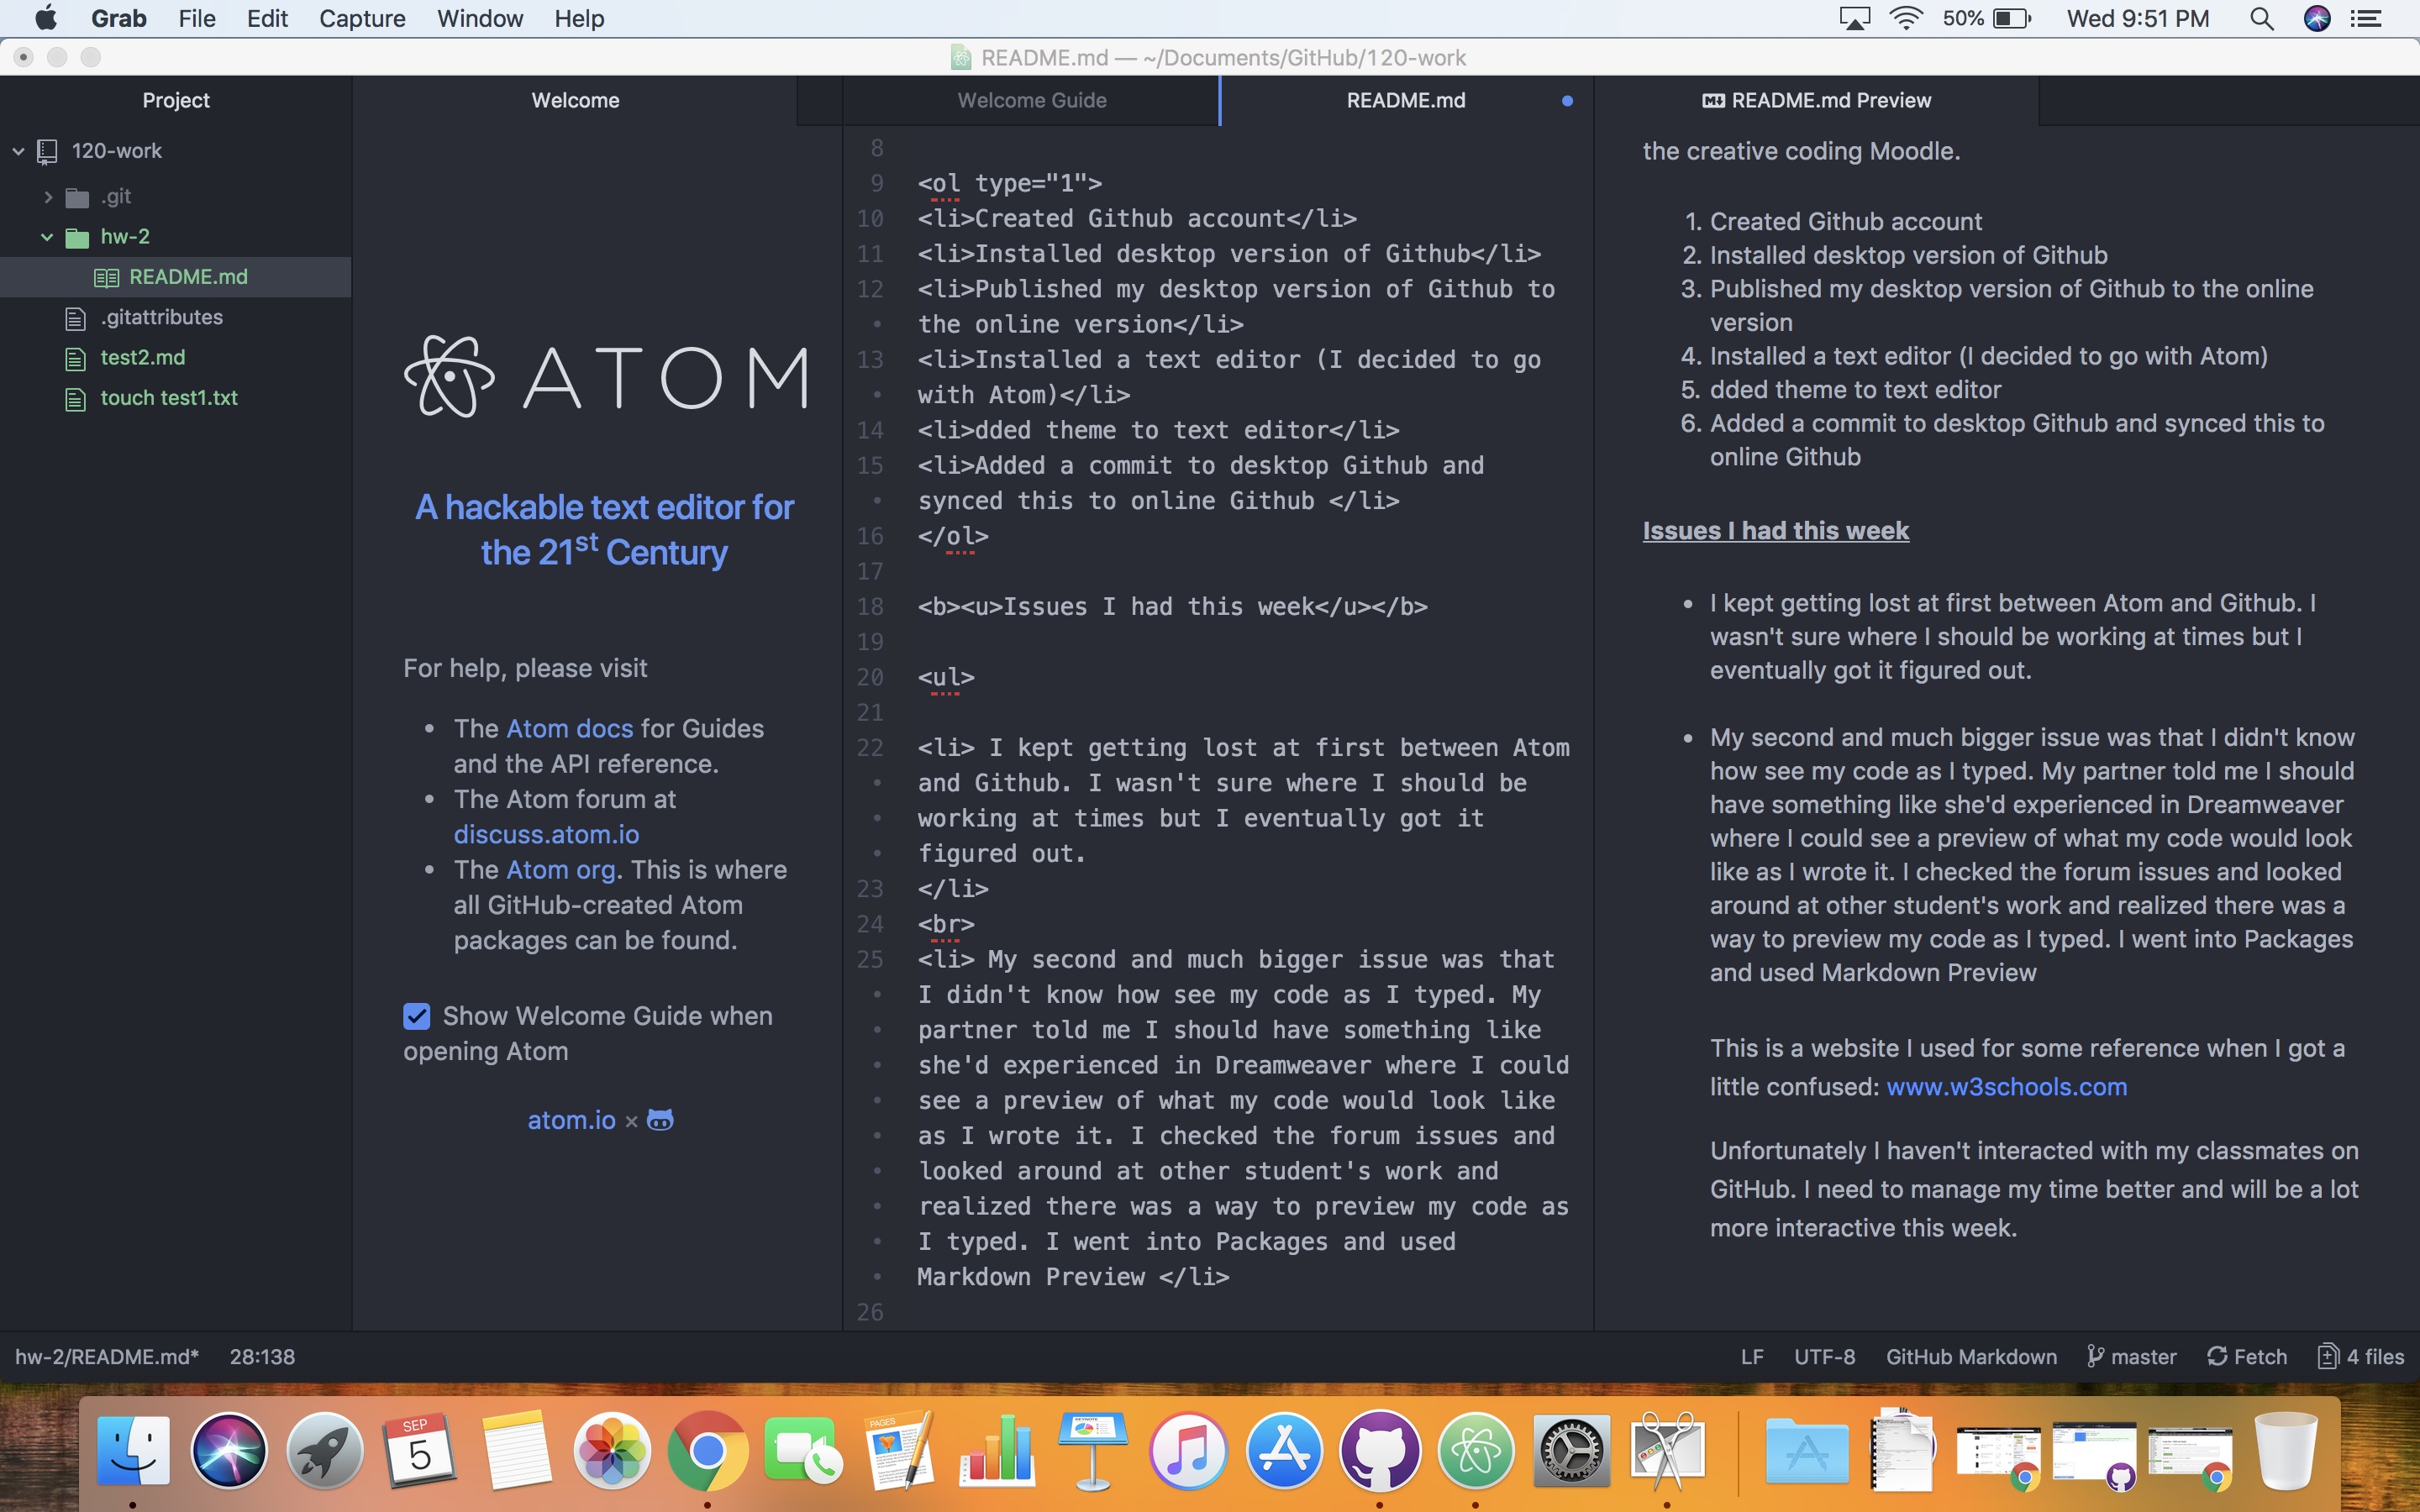 Grab File Edit Capture Window Help 50% Wed 9:51 PM
README.md — ~/Documents/GitHub/120-work
Project
120-work
.git
hw-2
README.md
.gitattributes
test2.md
touch test1.txt
Welcome
ATOM
A hackable text editor for
the 21st Century
For help, please visit
• The Atom docs for Guides
and the API reference.
• The Atom forum at
discuss.atom.io
• The Atom org. This is where
all GitHub-created Atom
packages can be found.
Show Welcome Guide when
opening Atom
atom.io ×
Welcome Guide
README.md
8
9 <ol type="1">
10 <li>Created Github account</li>
11 <li>Installed desktop version of Github</li>
12 <li>Published my desktop version of Github to
• the online version</li>
13 <li>Installed a text editor (I decided to go
• with Atom)</li>
14 <li>dded theme to text editor</li>
15 <li>Added a commit to desktop Github and
• synced this to online Github </li>
16 </ol>
17
18 <b><u>Issues I had this week</u></b>
19
20 <ul>
21
22 <li> I kept getting lost at first between Atom
• and Github. I wasn't sure where I should be
• working at times but I eventually got it
• figured out.
23 </li>
24 <br>
25 <li> My second and much bigger issue was that
• I didn't know how see my code as I typed. My
• partner told me I should have something like
• she'd experienced in Dreamweaver where I could
• see a preview of what my code would look like
• as I wrote it. I checked the forum issues and
• looked around at other student's work and
• realized there was a way to preview my code as
• I typed. I went into Packages and used
• Markdown Preview </li>
26
README.md Preview
the creative coding Moodle.
1. Created Github account
2. Installed desktop version of Github
3. Published my desktop version of Github to the online
version
4. Installed a text editor (I decided to go with Atom)
5. dded theme to text editor
6. Added a commit to desktop Github and synced this to
online Github
Issues I had this week
• I kept getting lost at first between Atom and Github. I
wasn't sure where I should be working at times but I
eventually got it figured out.
• My second and much bigger issue was that I didn't know
how see my code as I typed. My partner told me I should
have something like she'd experienced in Dreamweaver
where I could see a preview of what my code would look
like as I wrote it. I checked the forum issues and looked
around at other student's work and realized there was a
way to preview my code as I typed. I went into Packages
and used Markdown Preview
This is a website I used for some reference when I got a
little confused: www.w3schools.com
Unfortunately I haven't interacted with my classmates on
GitHub. I need to manage my time better and will be a lot
more interactive this week.
hw-2/README.md* 28:138 LF UTF-8 GitHub Markdown master Fetch 4 files
SEP
5
PAGES